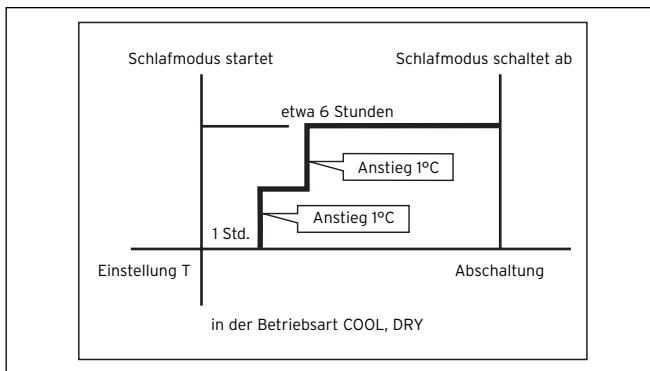 Schlafmodus startet
Schlafmodus schaltet ab
etwa 6 Stunden
Anstieg 1°C
Anstieg 1°C
1 Std.
Einstellung T
Abschaltung
in der Betriebsart COOL, DRY